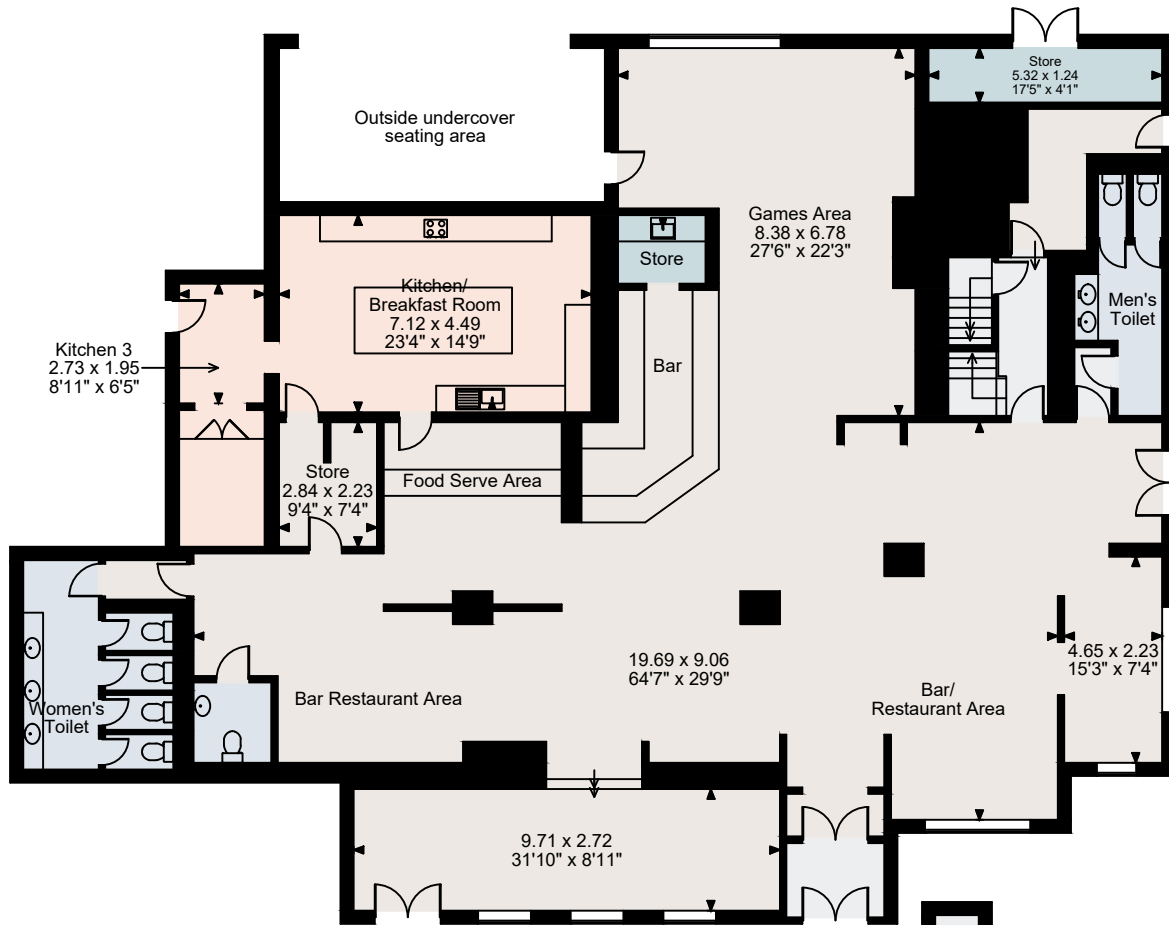 Store
5.32 x 1.24
17'5" x 4'1"
Outside undercover
seating area
Games Area
8.38 x 6.78
27'6" x 22'3"
Store
Kitchen/
Breakfast Room
7.12 x 4.49
23'4" x 14'9"
Men's
Toilet
Kitchen 3
2.73 x 1.95
8'11" x 6'5"
Bar
Store
2.84 x 2.23
9'4" x 7'4"
Food Serve Area
19.69 x 9.06
64'7" x 29'9"
4.65 x 2.23
15'3" x 7'4"
Bar Restaurant Area
Bar/
Restaurant Area
Women's
Toilet
9.71 x 2.72
31'10" x 8'11"